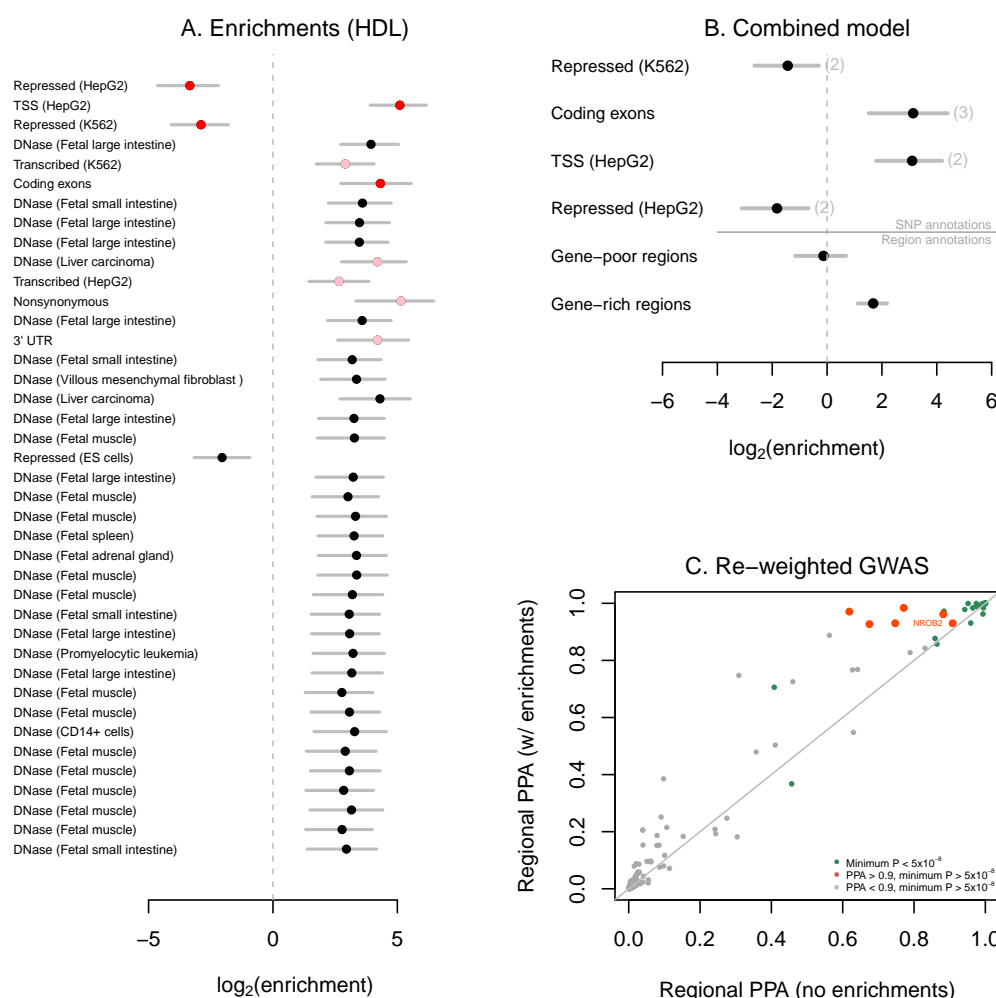 A. Enrichments (HDL)
Repressed (HepG2)
TSS (HepG2)
Repressed (K562)
DNase (Fetal large intestine)
Transcribed (K562)
Coding exons
DNase (Fetal small intestine)
DNase (Fetal large intestine)
DNase (Fetal large intestine)
DNase (Liver carcinoma)
Transcribed (HepG2)
Nonsynonymous
DNase (Fetal large intestine)
3' UTR
DNase (Fetal small intestine)
DNase (Villous mesenchymal fibroblast )
DNase (Liver carcinoma)
DNase (Fetal large intestine)
DNase (Fetal muscle)
Repressed (ES cells)
DNase (Fetal large intestine)
DNase (Fetal muscle)
DNase (Fetal muscle)
DNase (Fetal spleen)
DNase (Fetal adrenal gland)
DNase (Fetal muscle)
DNase (Fetal muscle)
DNase (Fetal small intestine)
DNase (Fetal large intestine)
DNase (Promyelocytic leukemia)
DNase (Fetal large intestine)
DNase (Fetal muscle)
DNase (Fetal muscle)
DNase (CD14+ cells)
DNase (Fetal muscle)
DNase (Fetal muscle)
DNase (Fetal muscle)
DNase (Fetal muscle)
DNase (Fetal muscle)
DNase (Fetal small intestine)
−5 0 5
log₂(enrichment)
B. Combined model
Repressed (K562) (2)
Coding exons (3)
TSS (HepG2) (2)
Repressed (HepG2) (2)
SNP annotations
Region annotations
Gene−poor regions
Gene−rich regions
−6 −4 −2 0 2 4 6
log₂(enrichment)
C. Re−weighted GWAS
Regional PPA (w/ enrichments)
1.0
0.8
0.6
0.4
0.2
0.0
NROB2
Minimum P < 5x10⁻⁸
PPA > 0.9, minimum P > 5x10⁻⁸
PPA < 0.9, minimum P > 5x10⁻⁸
0.0 0.2 0.4 0.6 0.8 1.0
Regional PPA (no enrichments)